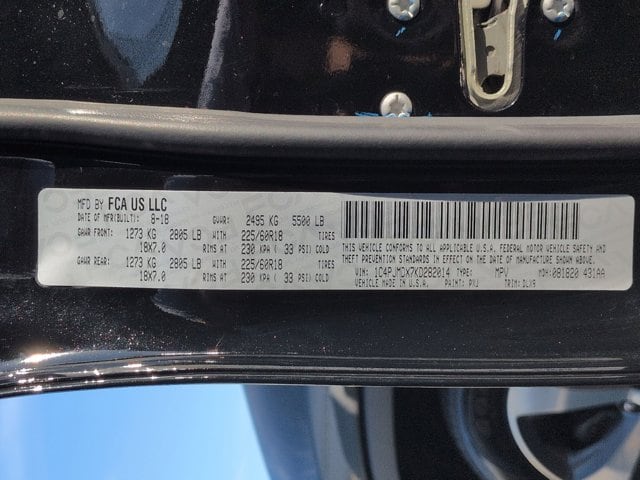 MFD BY FCA US LLC
DATE OF MFR(BUILT): 8-18 GVWR: 2495 KG 5500 LB
GAWR FRONT: 1273 KG 2805 LB WITH 225/60R18 TIRES
18X7.0 RIMS AT 230 KPA ( 33 PSI) COLD
GAWR REAR: 1273 KG 2805 LB WITH 225/60R18 TIRES
18X7.0 RIMS AT 230 KPA ( 33 PSI) COLD
THIS VEHICLE CONFORMS TO ALL APPLICABLE U.S.A. FEDERAL MOTOR VEHICLE SAFETY AND
THEFT PREVENTION STANDARDS IN EFFECT ON THE DATE OF MANUFACTURE SHOWN ABOVE.
VIN: 1C4PJMDX7KD282014 TYPE: MPV MDH: 081820 431AA
VEHICLE MADE IN U.S.A. PAINT: PXJ TRIM: DLX9